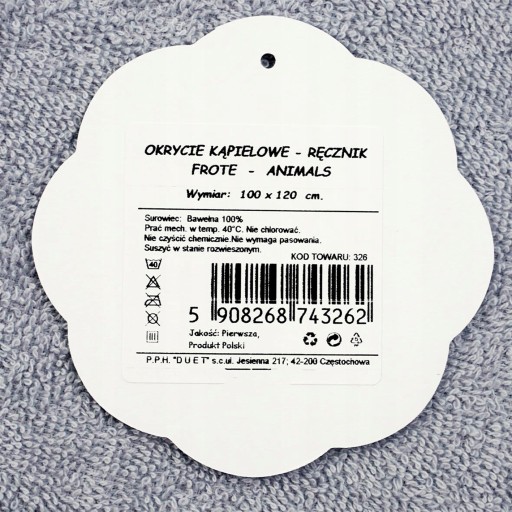 OKRYCIE KĄPIELOWE - RĘCZNIK
FROTE - ANIMALS
Wymiar: 100 x 120 cm.
Surowiec: Bawełna 100%
Prać mech. w temp. 40°C. Nie chlorować.
Nie czyścić chemicznie.Nie wymaga pasowania.
Suszyć w stanie rozwieszonym.
KOD TOWARU: 326
40
5 908268 743262
Jakość: Pierwsza,
Produkt Polski
P.P.H. "DUET" s.c.ul. Jesienna 217; 42-200 Częstochowa